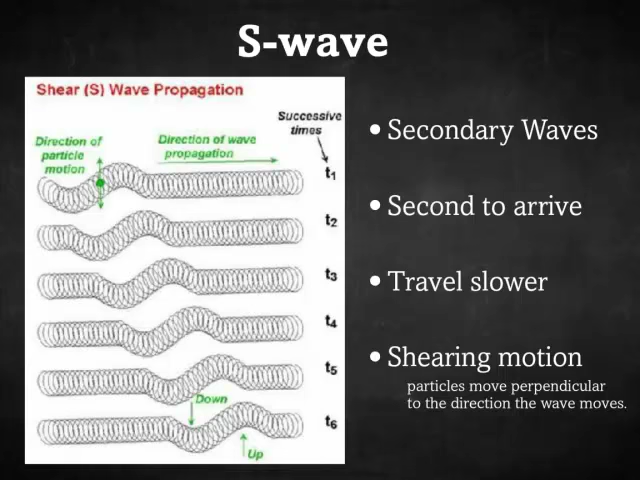 S-wave
Shear (S) Wave Propagation
Successive
times
Direction of
particle
motion
Direction of wave
propagation
t1
t2
t3
t4
t5
t6
Down
Up
• Secondary Waves
• Second to arrive
• Travel slower
• Shearing motion
particles move perpendicular
to the direction the wave moves.